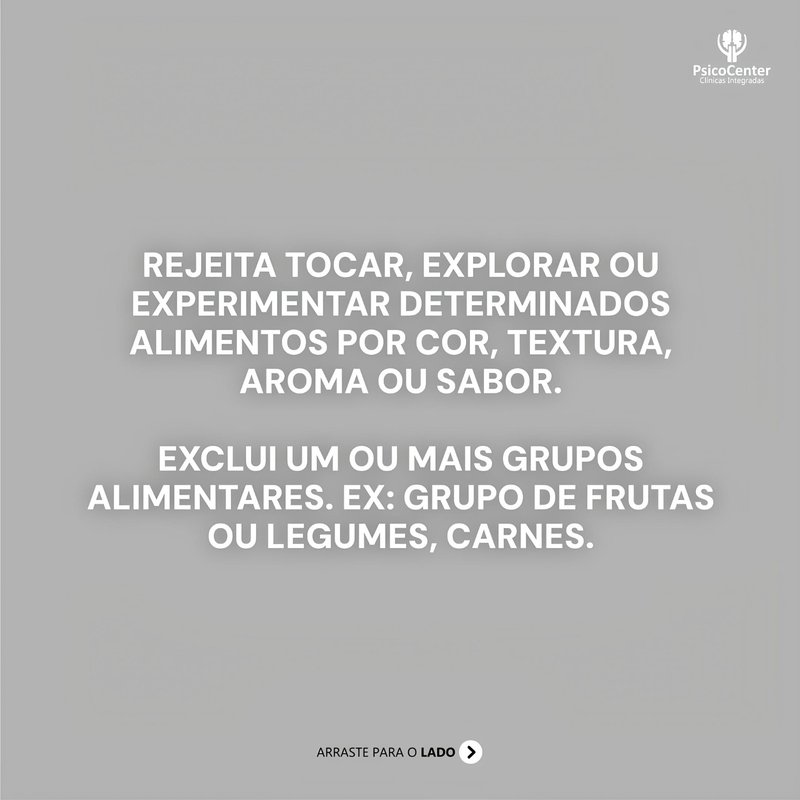 PsicoCenter
Clínicas Integradas
REJEITA TOCAR, EXPLORAR OU
EXPERIMENTAR DETERMINADOS
ALIMENTOS POR COR, TEXTURA,
AROMA OU SABOR.
EXCLUI UM OU MAIS GRUPOS
ALIMENTARES. EX: GRUPO DE FRUTAS
OU LEGUMES, CARNES.
ARRASTE PARA O LADO